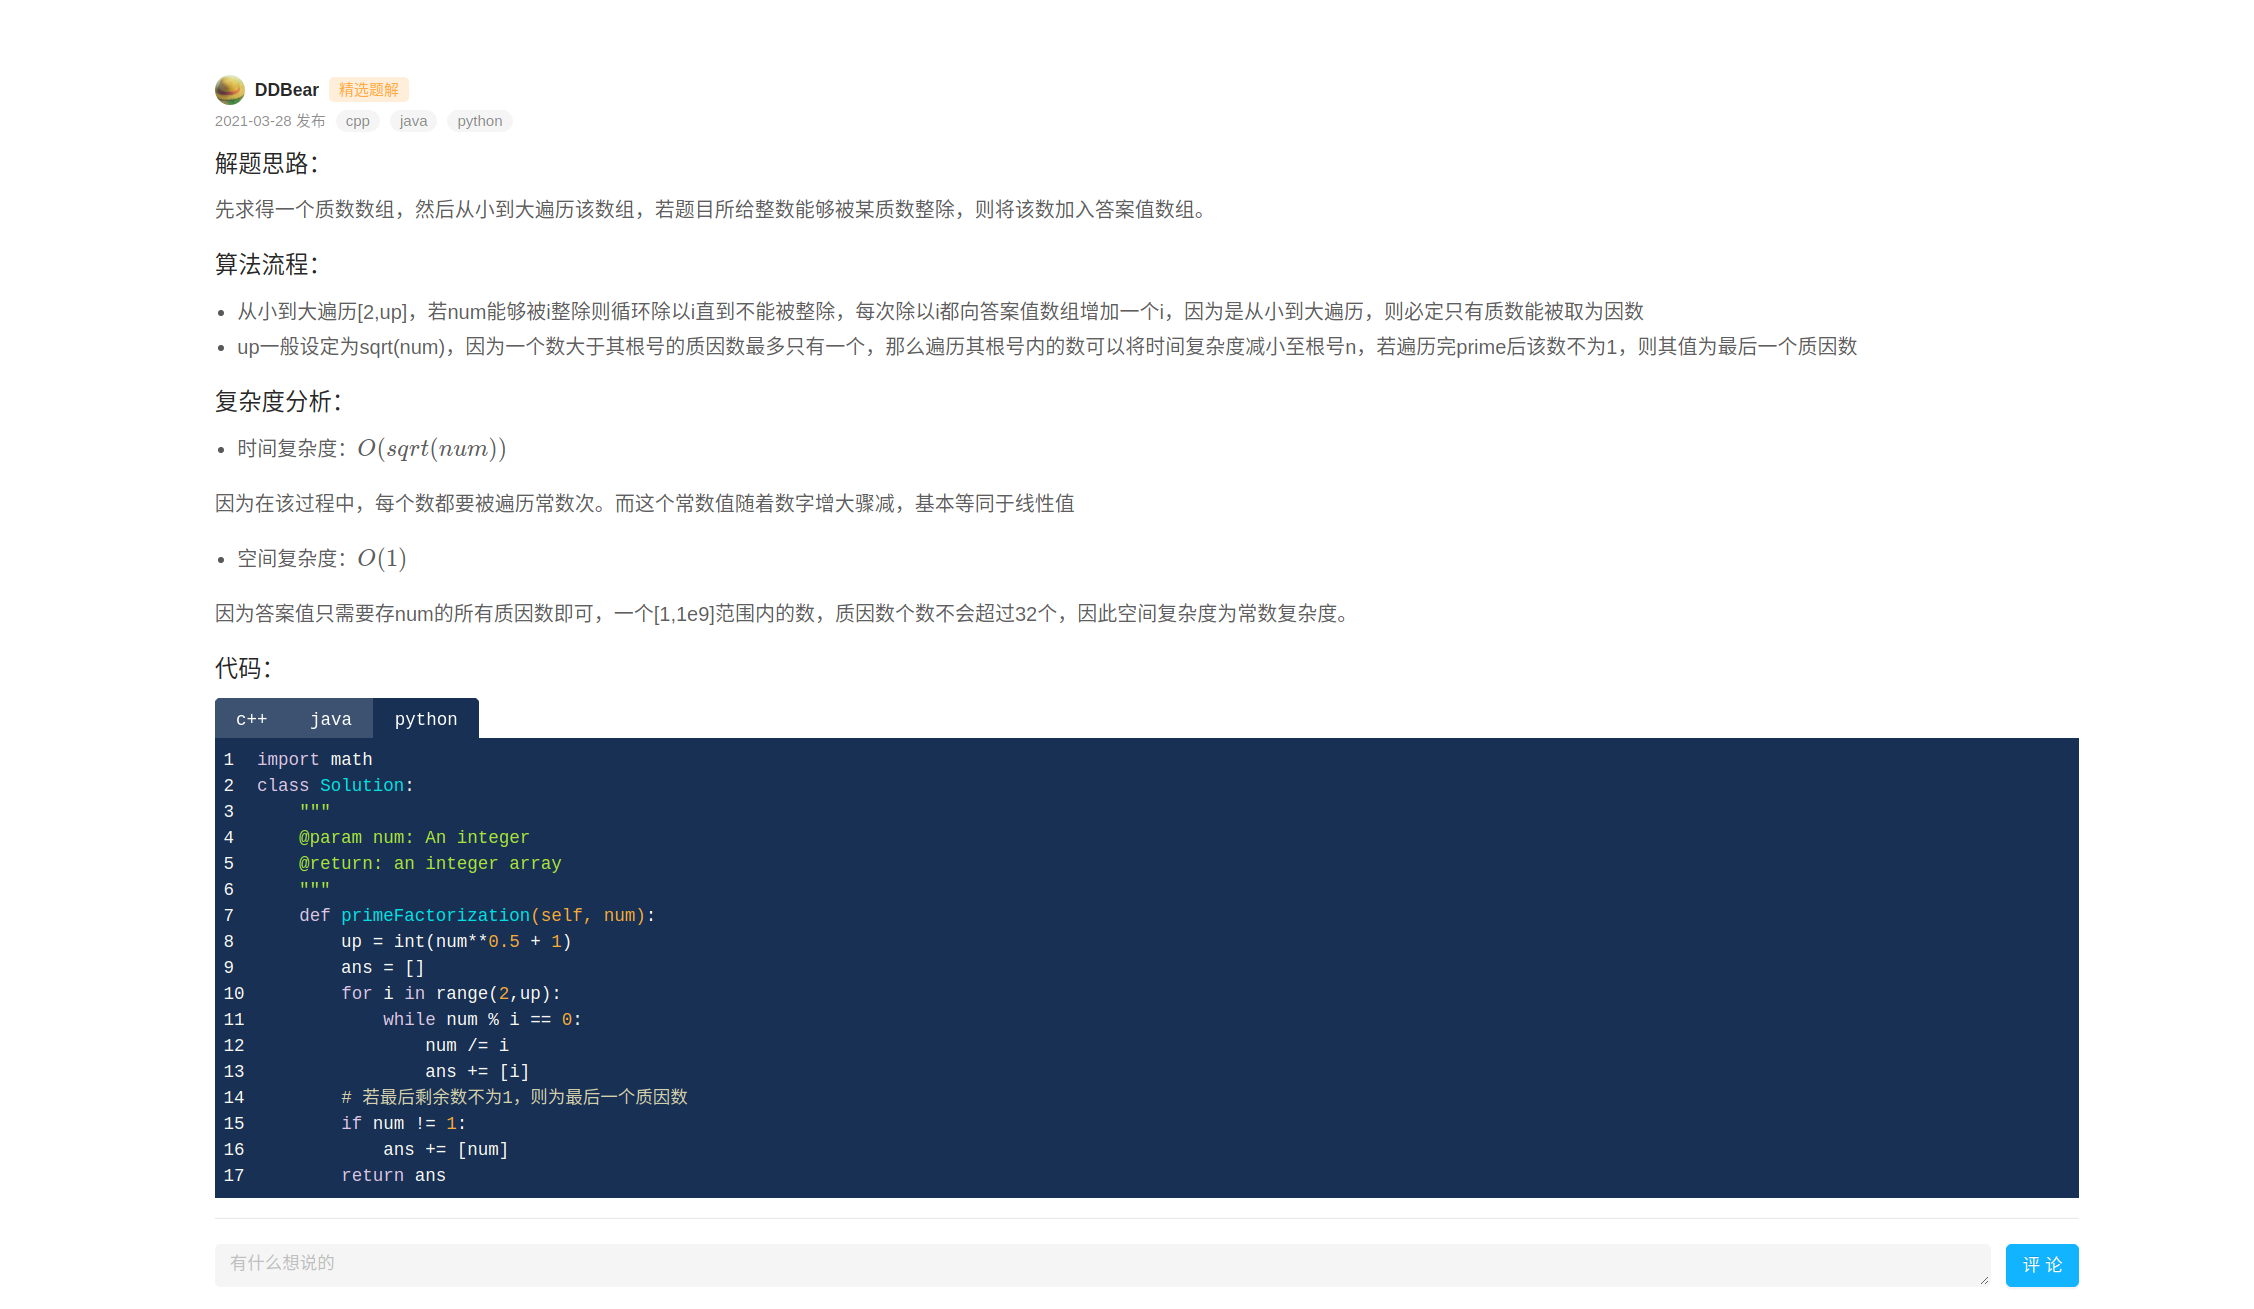 DDBear 精选题解
2021-03-28 发布 cpp java python
解题思路：
先求得一个质数数组，然后从小到大遍历该数组，若题目所给整数能够被某质数整除，则将该数加入答案值数组。
算法流程：
• 从小到大遍历[2,up]，若num能够被i整除则循环除以i直到不能被整除，每次除以i都向答案值数组增加一个i，因为是从小到大遍历，则必定只有质数能被取为因数
• up一般设定为sqrt(num)，因为一个数大于其根号的质因数最多只有一个，那么遍历其根号内的数可以将时间复杂度减小至根号n，若遍历完prime后该数不为1，则其值为最后一个质因数
复杂度分析：
• 时间复杂度：O(sqrt(num))
因为在该过程中，每个数都要被遍历常数次。而这个常数值随着数字增大骤减，基本等同于线性值
• 空间复杂度：O(1)
因为答案值只需要存num的所有质因数即可，一个[1,1e9]范围内的数，质因数个数不会超过32个，因此空间复杂度为常数复杂度。
代码：
c++ java python
1 import math
2 class Solution:
3     """
4     @param num: An integer
5     @return: an integer array
6     """
7     def primeFactorization(self, num):
8         up = int(num**0.5 + 1)
9         ans = []
10         for i in range(2,up):
11             while num % i == 0:
12                 num /= i
13                 ans += [i]
14         # 若最后剩余数不为1，则为最后一个质因数
15         if num != 1:
16             ans += [num]
17         return ans
有什么想说的 评 论